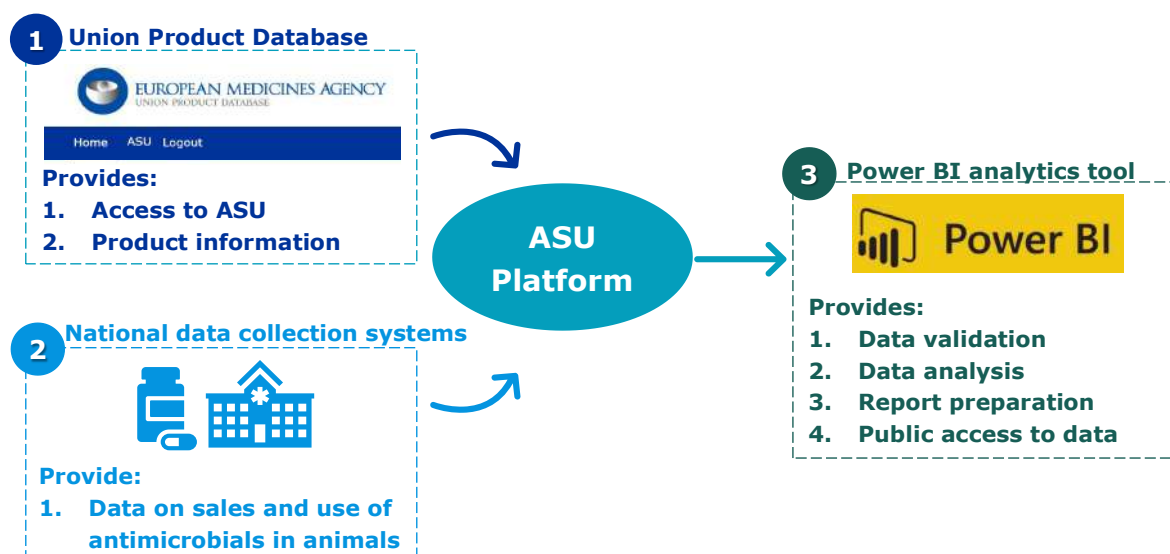 1 Union Product Database
EUROPEAN MEDICINES AGENCY
UNION PRODUCT DATABASE
Home ASU Logout
Provides:
1. Access to ASU
2. Product information
2 National data collection systems
Provide:
1. Data on sales and use of
antimicrobials in animals
ASU
Platform
3 Power BI analytics tool
Power BI
Provides:
1. Data validation
2. Data analysis
3. Report preparation
4. Public access to data